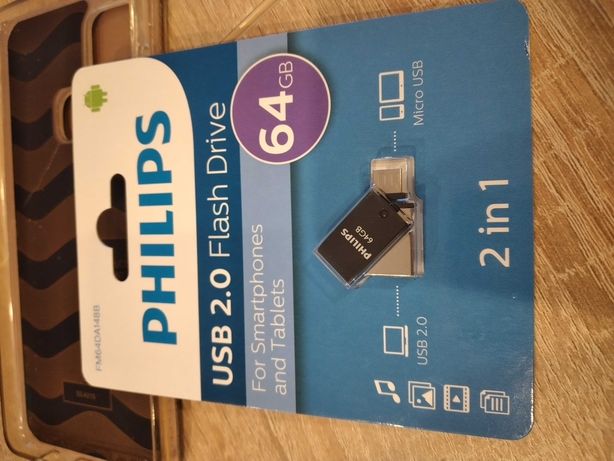 PHILIPS
USB 2.0 Flash Drive
For Smartphones
and Tablets
64GB
FM64DA148B
PHILIPS
64GB
Micro USB
USB 2.0
2 in 1